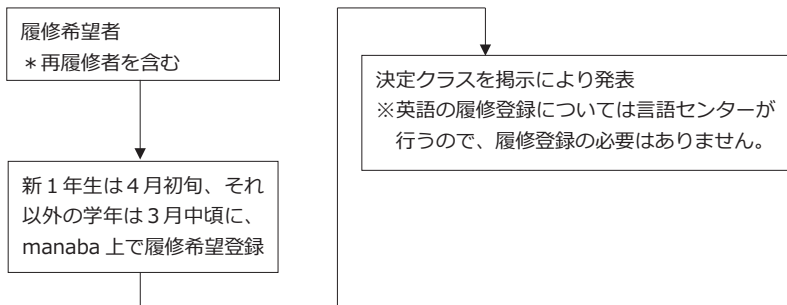 履修希望者
＊再履修者を含む
新１年生は４月初旬、それ
以外の学年は３月中頃に、
manaba 上で履修希望登録
決定クラスを掲示により発表
※英語の履修登録については言語センターが
行うので、履修登録の必要はありません。